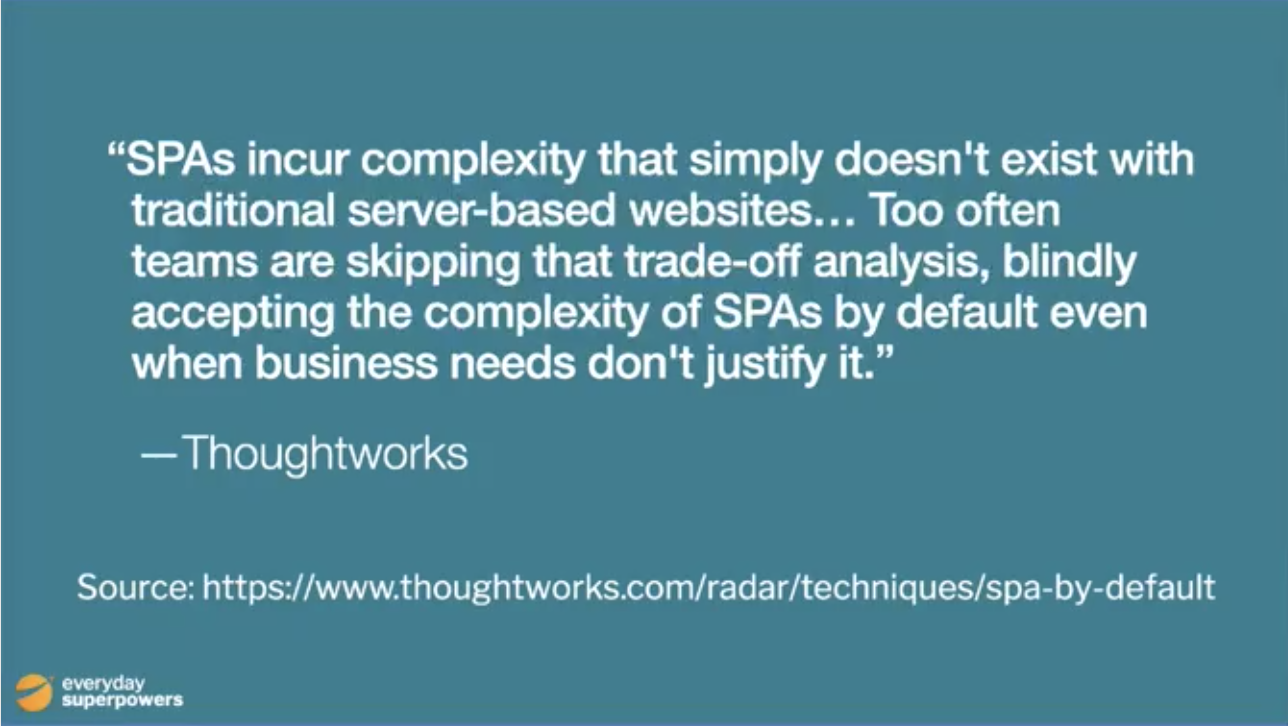 “SPAs incur complexity that simply doesn't exist with
traditional server-based websites… Too often
teams are skipping that trade-off analysis, blindly
accepting the complexity of SPAs by default even
when business needs don't justify it.”
—Thoughtworks
Source: https://www.thoughtworks.com/radar/techniques/spa-by-default
everyday
superpowers